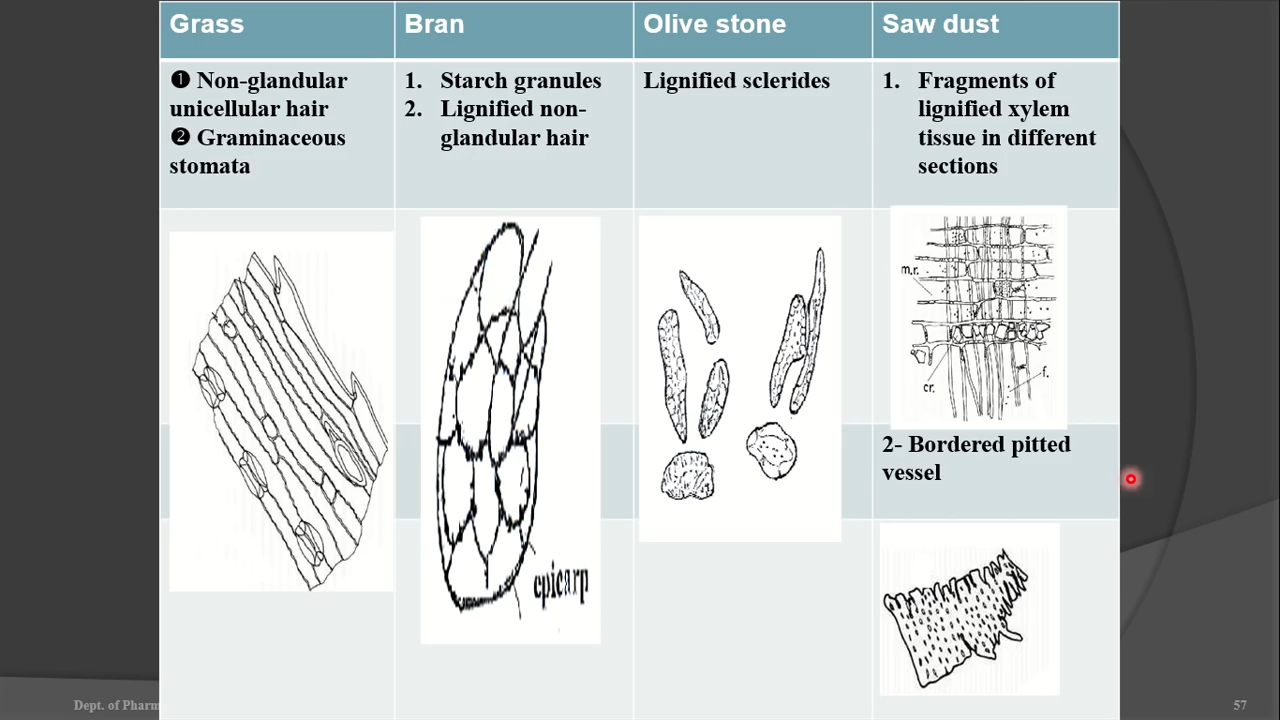 Grass
Bran
Olive stone
Saw dust
❶ Non-glandular
unicellular hair
❷ Graminaceous
stomata
1. Starch granules
2. Lignified non-
glandular hair
Lignified sclerides
1. Fragments of
lignified xylem
tissue in different
sections
m.r.
cr.
f.
epicarp
2- Bordered pitted
vessel
Dept. of Pharm
57